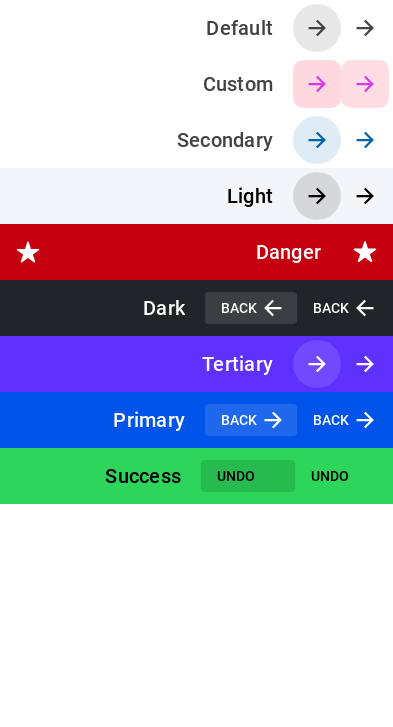 Default
Custom
Secondary
Light
Danger
Dark BACK BACK
Tertiary
Primary BACK BACK
Success UNDO UNDO